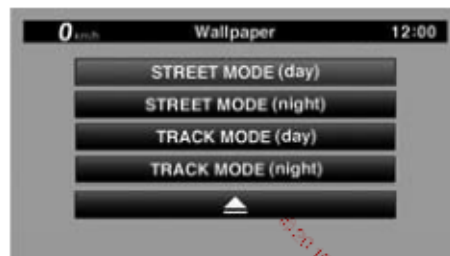 0 km/h Wallpaper 12:00
STREET MODE (day)
STREET MODE (night)
TRACK MODE (day)
TRACK MODE (night)